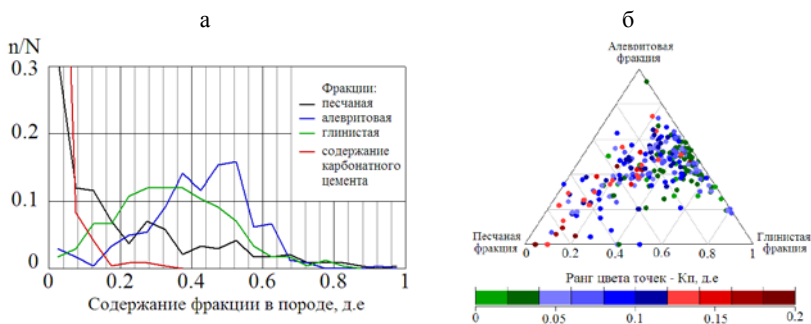 а
n/N
0.3
0.2
0.1
0
Фракции:
песчаная
алевритовая
глинистая
содержание
карбонатного
цемента
0.2 0.4 0.6 0.8 1
Содержание фракции в породе, д.е
б
Алевритовая
фракция
Песчаная
фракция
Глинистая
фракция
0 0.2 0.4 0.6 0.8 1
Ранг цвета точек - Кп, д.е
0 0.05 0.1 0.15 0.2